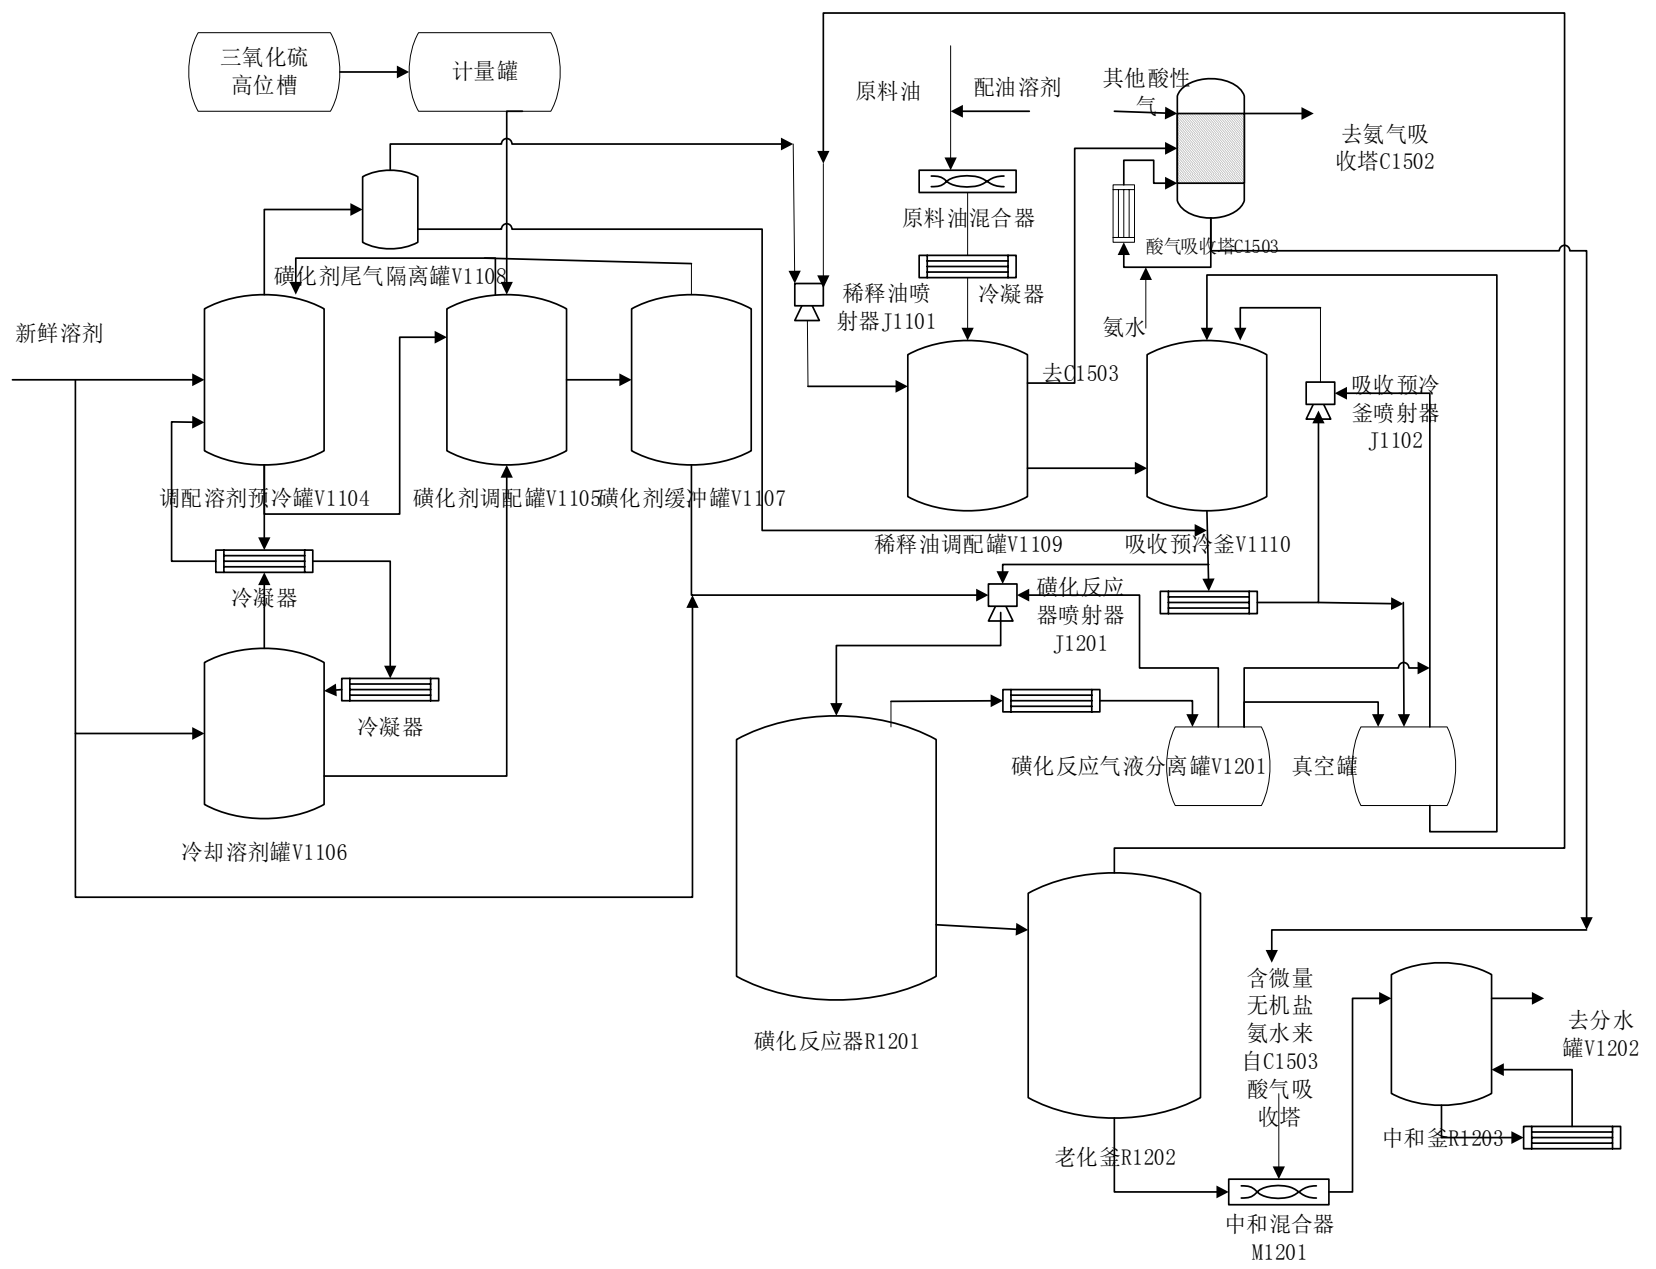 三氧化硫
高位槽
计量罐
原料油
配油溶剂
其他酸性
气
去氨气吸
收塔C1502
原料油混合器
酸气吸收塔C1503
磺化剂尾气隔离罐V1108
稀释油喷
射器J1101
冷凝器
氨水
新鲜溶剂
去C1503
吸收预冷
釜喷射器
J1102
调配溶剂预冷罐V1104
磺化剂调配罐V1105
磺化剂缓冲罐V1107
稀释油调配罐V1109
吸收预冷釜V1110
冷凝器
磺化反应
器喷射器
J1201
冷凝器
磺化反应气液分离罐V1201
真空罐
冷却溶剂罐V1106
含微量
无机盐
氨水来
自C1503
酸气吸
收塔
磺化反应器R1201
去分水
罐V1202
中和釜R1203
老化釜R1202
中和混合器
M1201